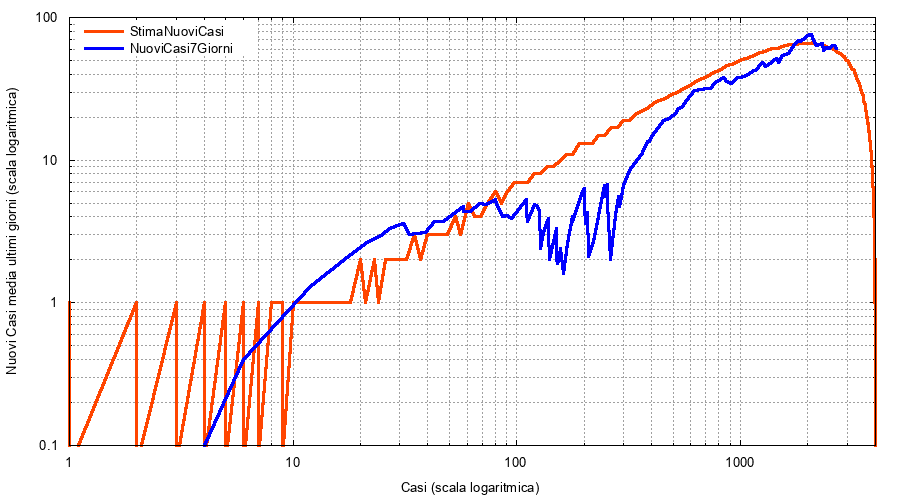 100
StimaNuoviCasi
NuoviCasi7Giorni
10
1
0.1
Nuovi Casi media ultimi giorni (scala logaritmica)
1
10
100
1000
Casi (scala logaritmica)